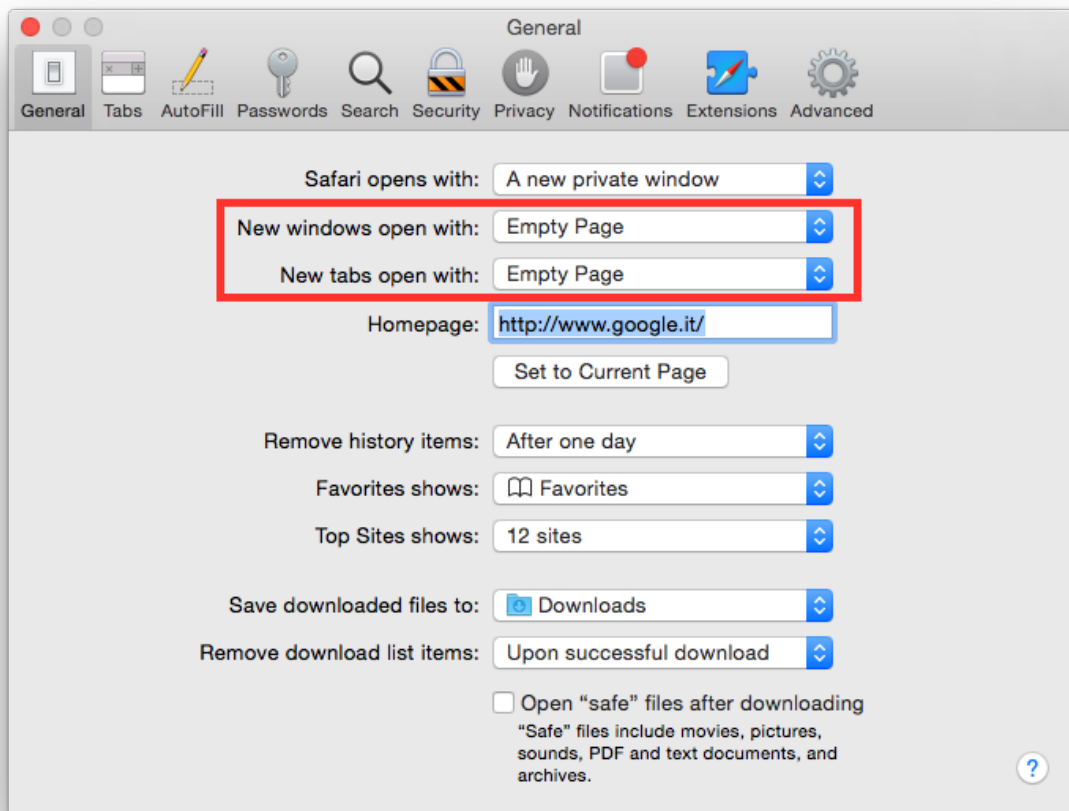 General
General Tabs AutoFill Passwords Search Security Privacy Notifications Extensions Advanced
Safari opens with: A new private window
New windows open with: Empty Page
New tabs open with: Empty Page
Homepage: http://www.google.it/
Set to Current Page
Remove history items: After one day
Favorites shows: Favorites
Top Sites shows: 12 sites
Save downloaded files to: Downloads
Remove download list items: Upon successful download
Open “safe” files after downloading
“Safe” files include movies, pictures,
sounds, PDF and text documents, and
archives.
?